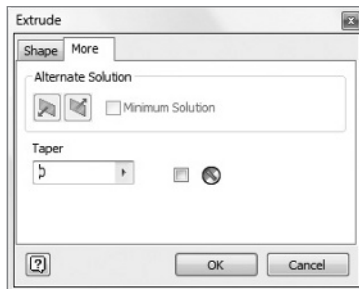 Extrude
Shape More
Alternate Solution
Minimum Solution
Taper
OK Cancel